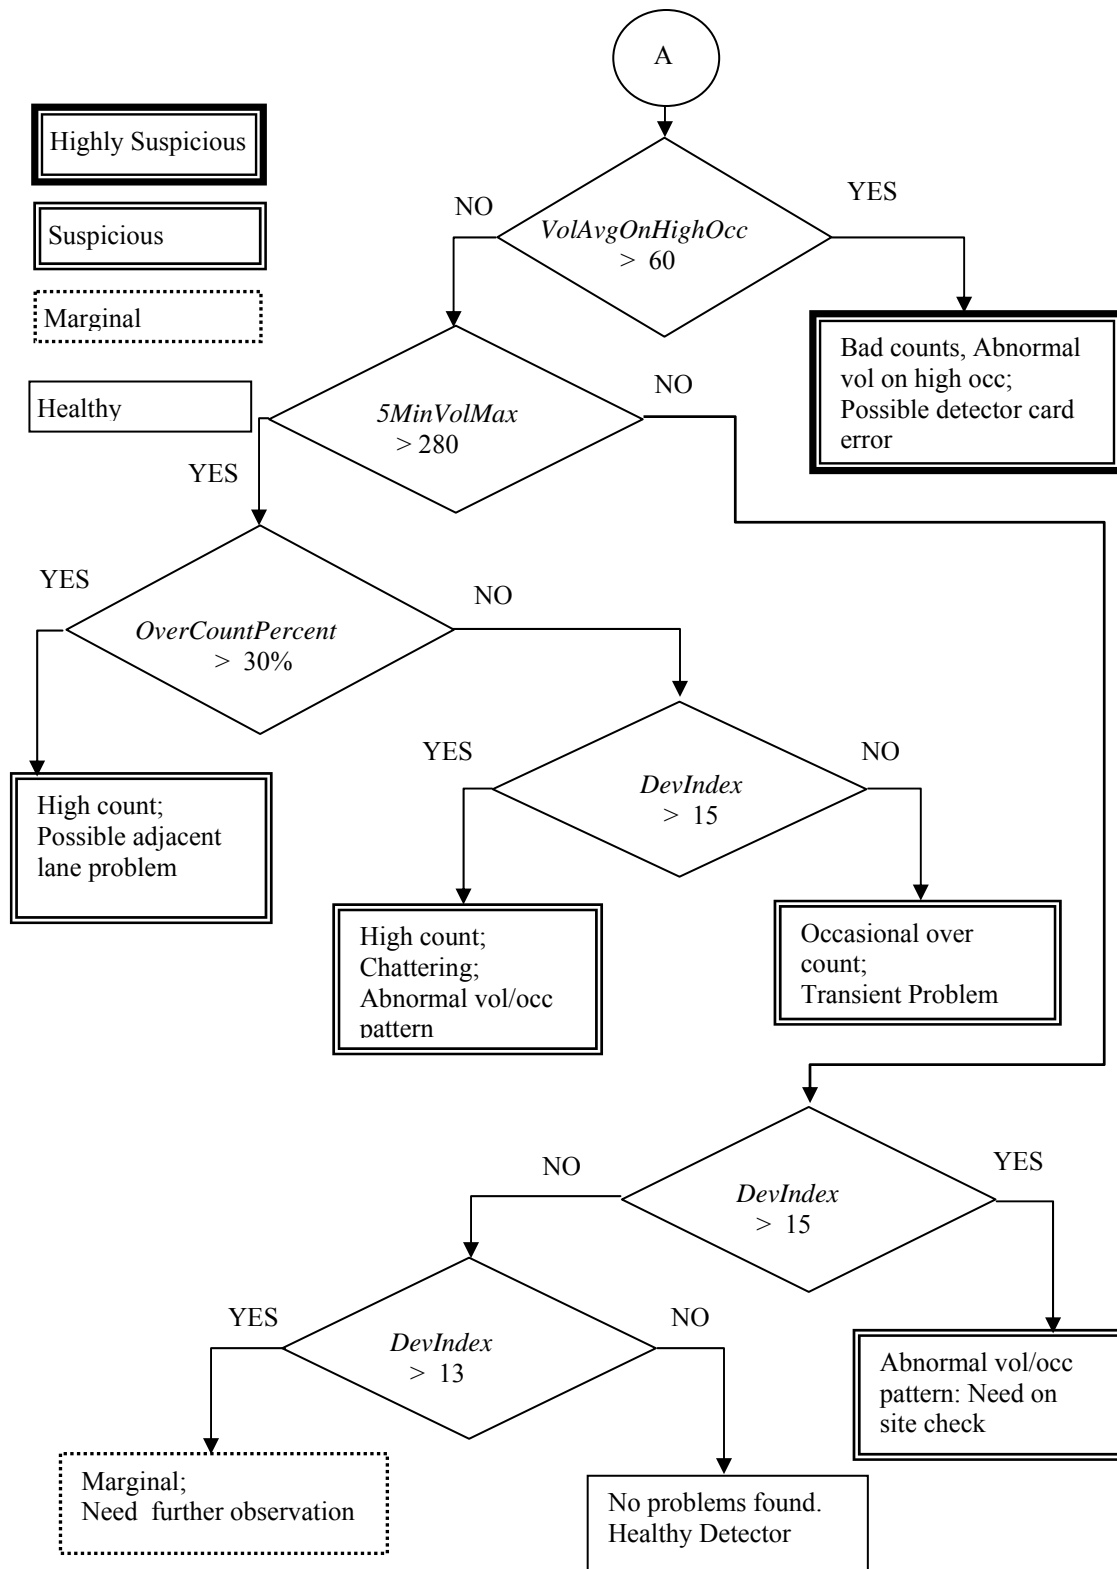 A
Highly Suspicious
Suspicious
Marginal
Healthy
NO
YES
VolAvgOnHighOcc
> 60
Bad counts, Abnormal
vol on high occ;
Possible detector card
error
NO
5MinVolMax
> 280
YES
YES
NO
OverCountPercent
> 30%
YES
NO
DevIndex
> 15
High count;
Possible adjacent
lane problem
High count;
Chattering;
Abnormal vol/occ
pattern
Occasional over
count;
Transient Problem
NO
YES
DevIndex
> 15
YES
NO
DevIndex
> 13
Abnormal vol/occ
pattern: Need on
site check
Marginal;
Need further observation
No problems found.
Healthy Detector